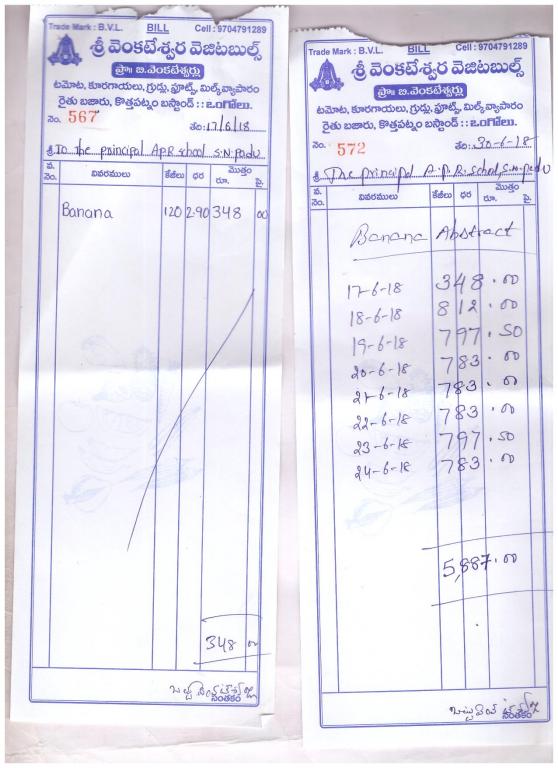 Trade Mark : B.V.L. BILL Cell : 9704791289
శ్రీ వెంకటేశ్వర వెజిటబుల్స్
ప్రొ॥ బి.వెంకటేశ్వర్లు
టమోట, కూరగాయలు, గ్రుడ్లు, ఫ్రూట్స్, మిల్క్ వ్యాపారం
రైతు బజారు, కొత్తపట్నం బస్టాండ్ :: ఒంగోలు.
నెం. 567 తేది: 17/6/18
శ్రీ To the principal APR school S.N. Padu
వ. నెం. వివరములు కేజీలు ధర మొత్తం రూ. పై.
Banana 120 2.90 348 00
348 00
సంతకం
Trade Mark : B.V.L. BILL Cell : 9704791289
శ్రీ వెంకటేశ్వర వెజిటబుల్స్
ప్రొ॥ బి.వెంకటేశ్వర్లు
టమోట, కూరగాయలు, గ్రుడ్లు, ఫ్రూట్స్, మిల్క్ వ్యాపారం
రైతు బజారు, కొత్తపట్నం బస్టాండ్ :: ఒంగోలు.
నెం. 572 తేది: 30-6-18
శ్రీ The principal A.P.R. School, S.N. padu
వ. నెం. వివరములు కేజీలు ధర మొత్తం రూ. పై.
Banana Abstract
17-6-18 348.00
18-6-18 812.00
19-6-18 797.50
20-6-18 783.00
21-6-18 783.00
22-6-18 783.00
23-6-18 797.50
24-6-18 783.00
5,887.00
సంతకం